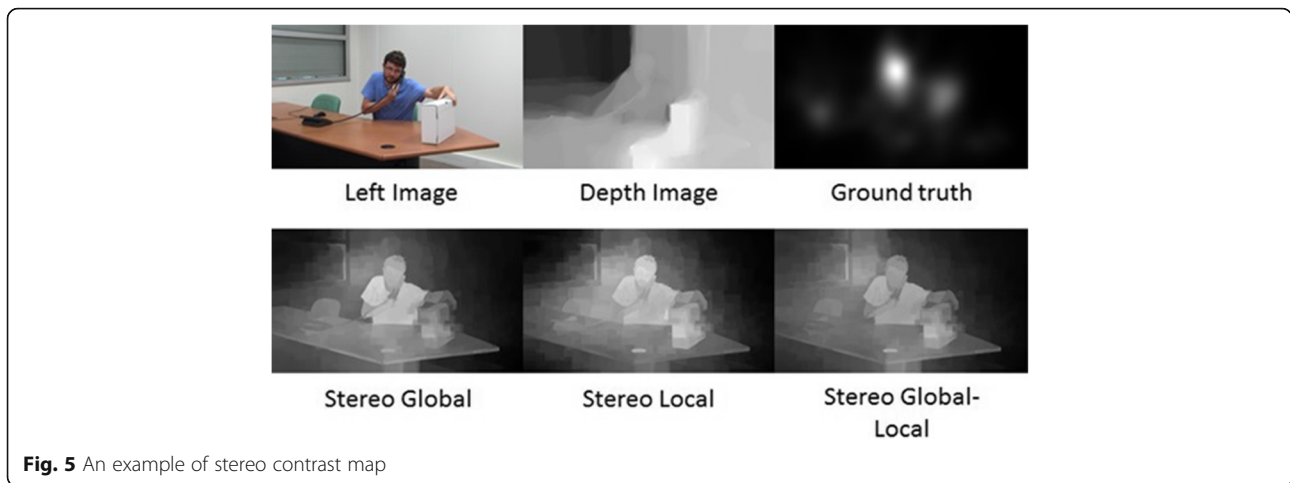 Left Image
Depth Image
Ground truth
Stereo Global
Stereo Local
Stereo Global-
Local
Fig. 5 An example of stereo contrast map